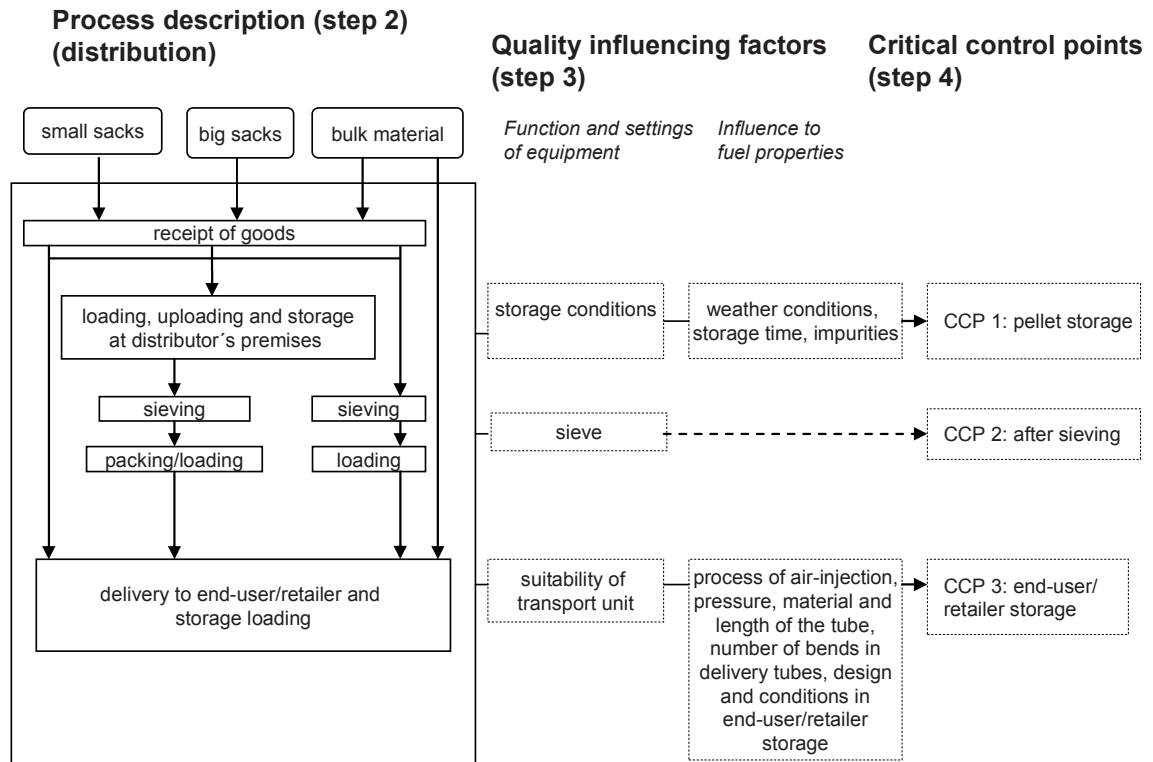 Process description (step 2)
(distribution)
Quality influencing factors
(step 3)
Critical control points
(step 4)
small sacks
big sacks
bulk material
Function and settings
of equipment
Influence to
fuel properties
receipt of goods
loading, uploading and storage
at distributor´s premises
storage conditions
weather conditions,
storage time, impurities
CCP 1: pellet storage
sieving
sieving
sieve
CCP 2: after sieving
packing/loading
loading
delivery to end-user/retailer and
storage loading
suitability of
transport unit
process of air-injection,
pressure, material and
length of the tube,
number of bends in
delivery tubes, design
and conditions in
end-user/retailer
storage
CCP 3: end-user/
retailer storage